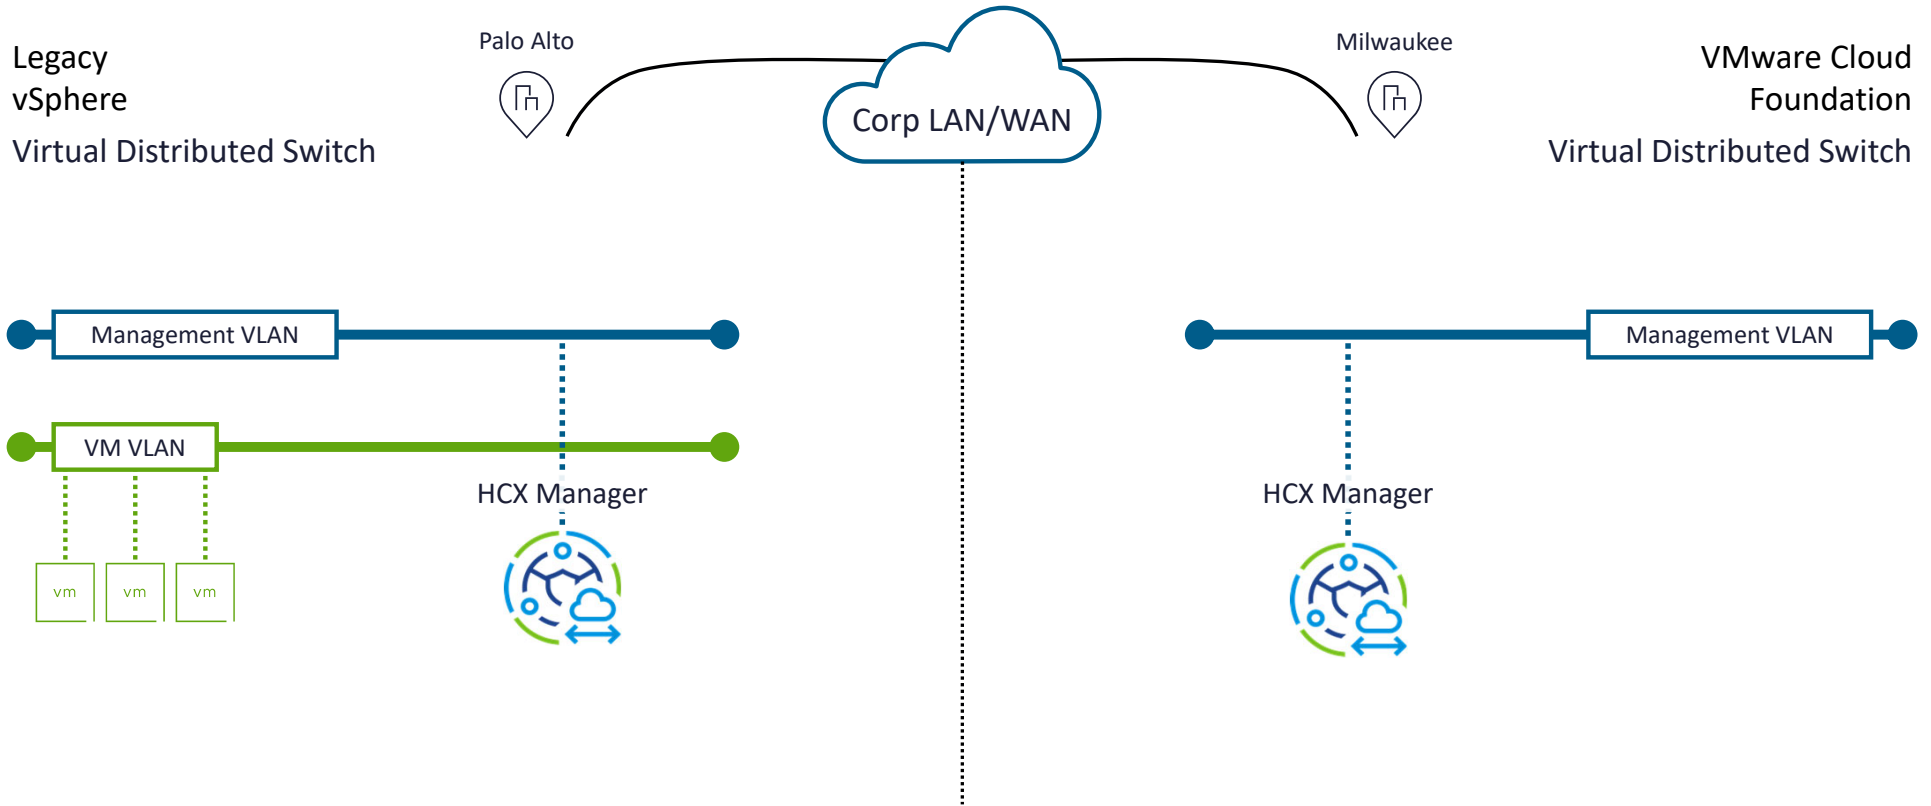 Legacy
vSphere
Virtual Distributed Switch
Palo Alto
Corp LAN/WAN
Milwaukee
VMware Cloud
Foundation
Virtual Distributed Switch
Management VLAN
Management VLAN
VM VLAN
HCX Manager
HCX Manager
vm
vm
vm